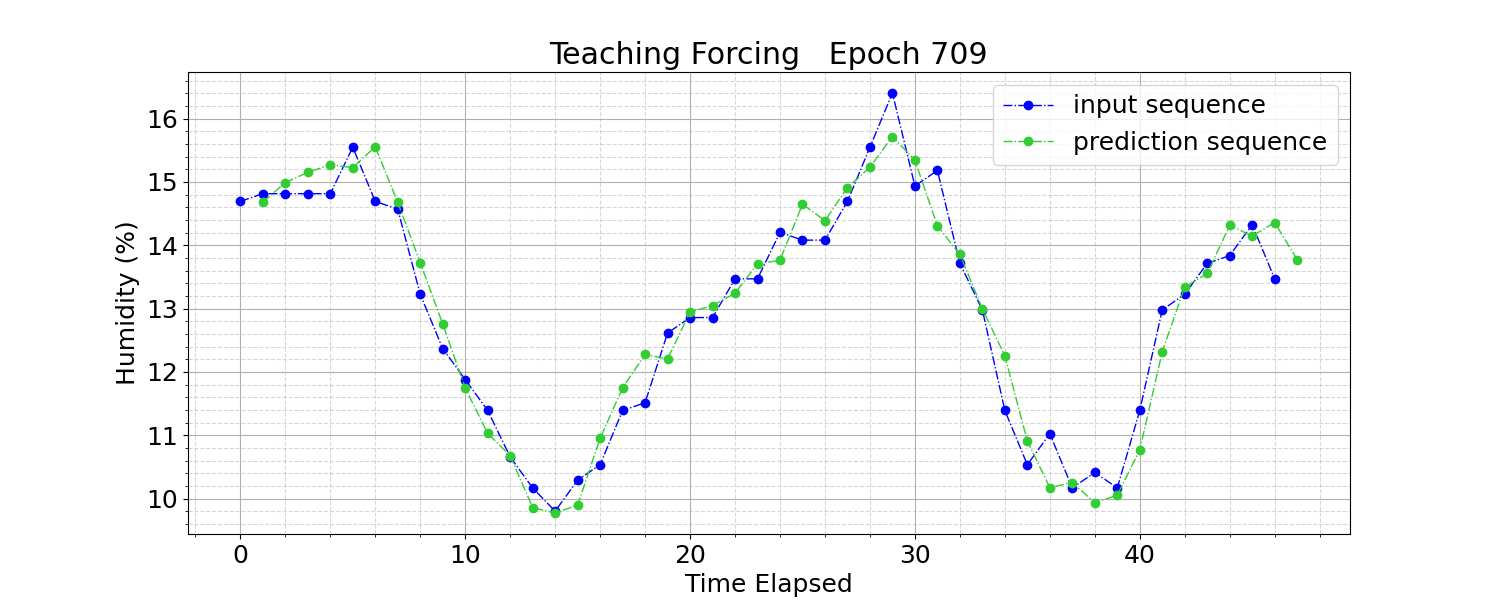 Teaching Forcing   Epoch 709
input sequence
prediction sequence
Humidity (%)
16
15
14
13
12
11
10
0 10 20 30 40
Time Elapsed